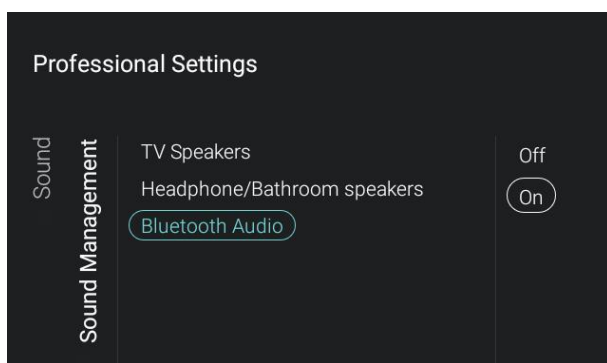 Professional Settings
Sound
Sound Management
TV Speakers
Headphone/Bathroom speakers
Bluetooth Audio
Off
On